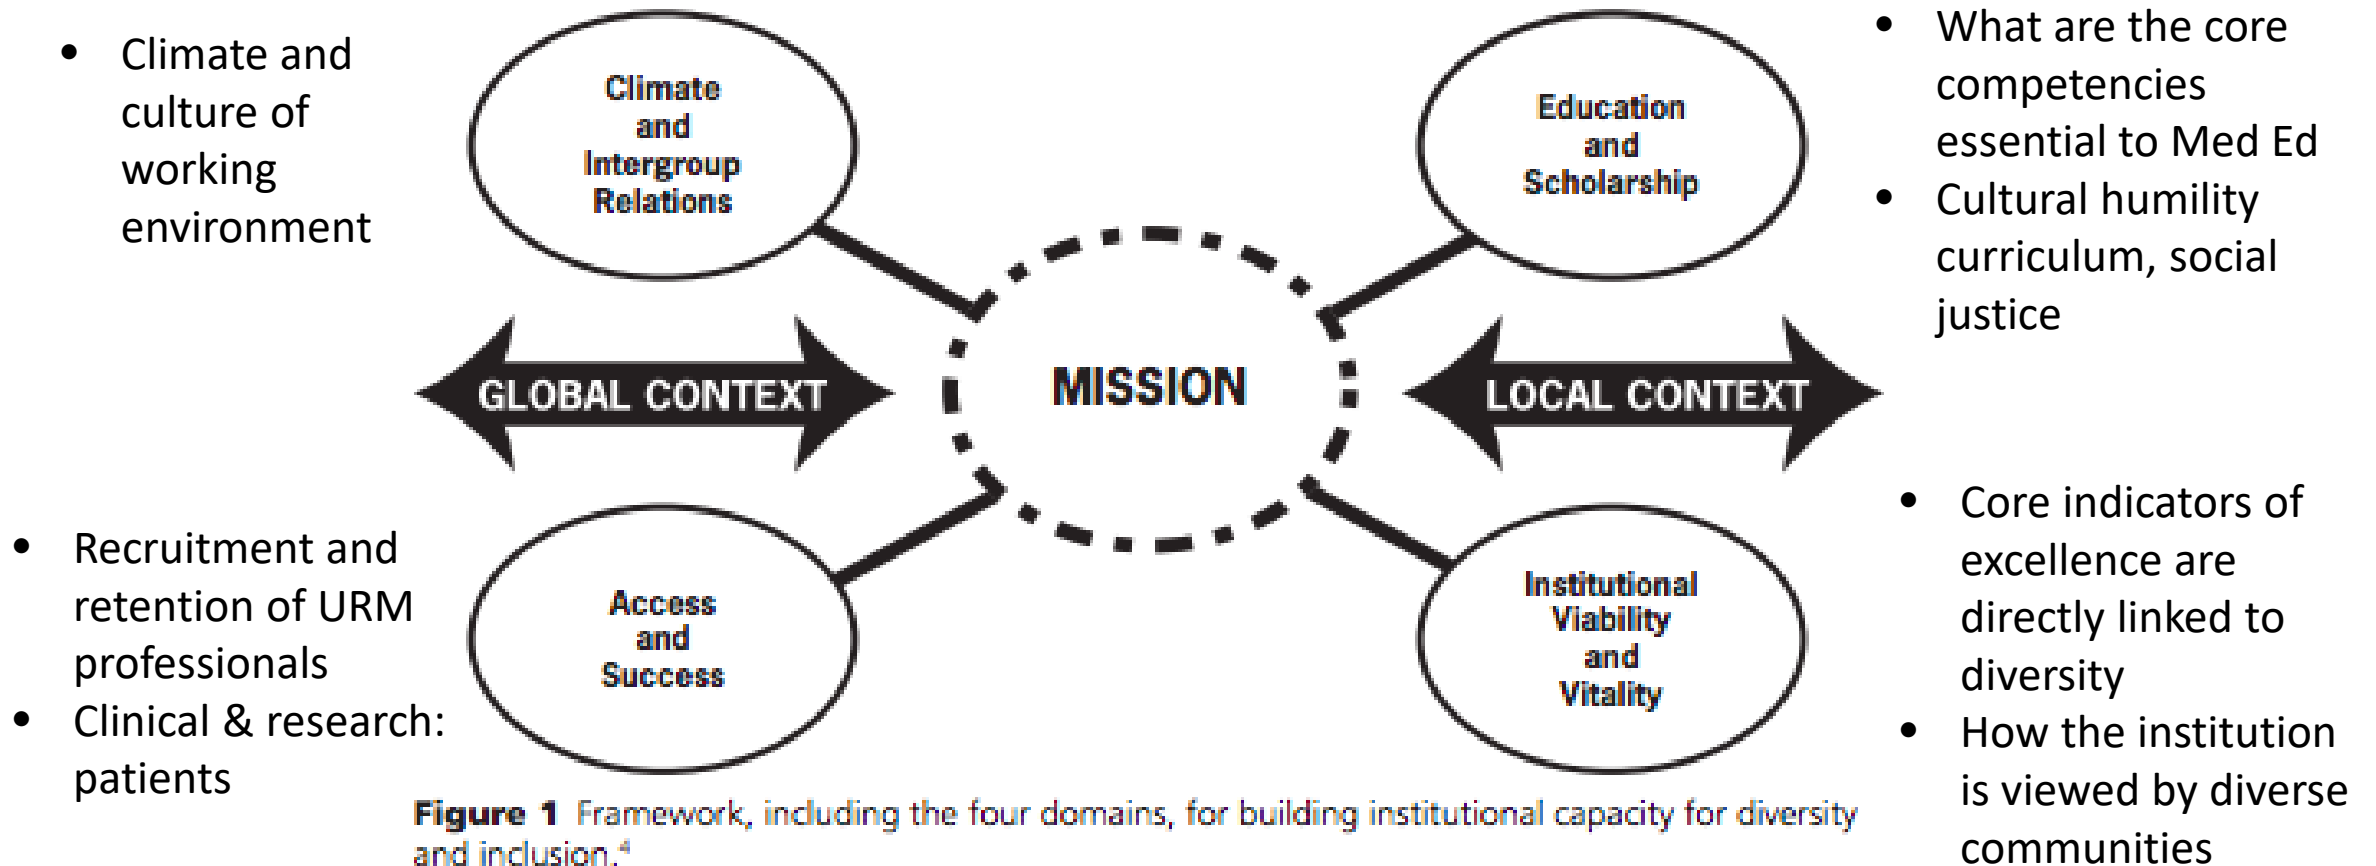 • Climate and
culture of
working
environment
Climate
and
Intergroup
Relations
Education
and
Scholarship
• What are the core
competencies
essential to Med Ed
• Cultural humility
curriculum, social
justice
GLOBAL CONTEXT
MISSION
LOCAL CONTEXT
• Recruitment and
retention of URM
professionals
• Clinical & research:
patients
Access
and
Success
Institutional
Viability
and
Vitality
• Core indicators of
excellence are
directly linked to
diversity
• How the institution
is viewed by diverse
communities
Figure 1 Framework, including the four domains, for building institutional capacity for diversity
and inclusion.⁴